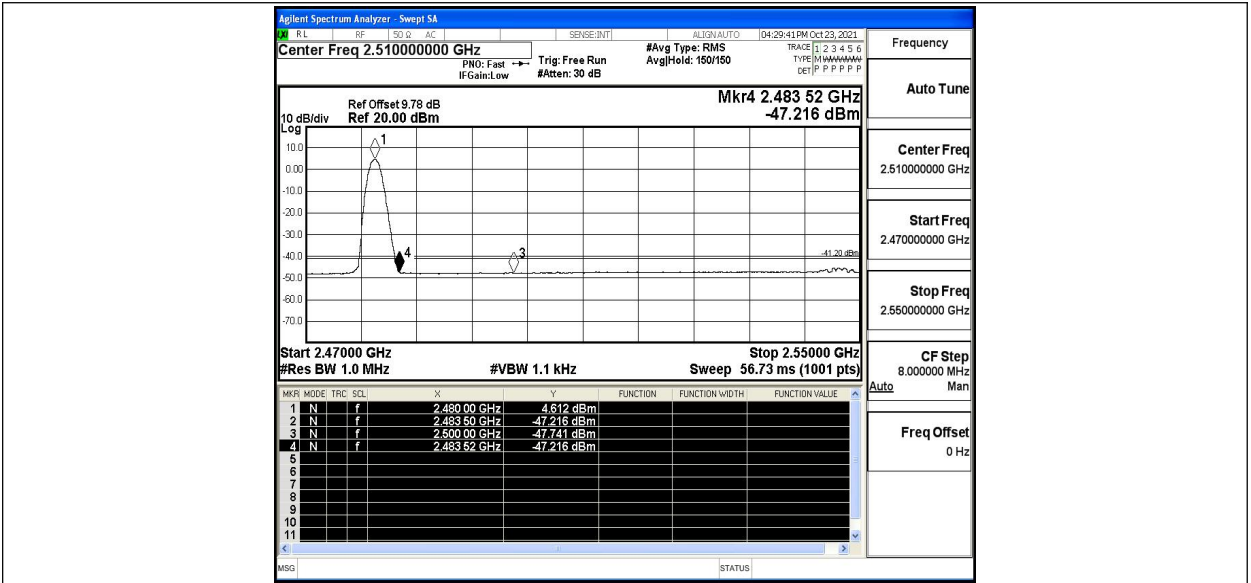 Agilent Spectrum Analyzer - Swept SA
LXI RL RF 50 Ω AC SENSE:INT ALIGN AUTO 04:29:41 PM Oct 23, 2021
Center Freq 2.510000000 GHz
PNO: Fast
IFGain:Low
Trig: Free Run
#Atten: 30 dB
#Avg Type: RMS
Avg|Hold: 150/150
TRACE 1 2 3 4 5 6
TYPE M WWWWW
DET P P P P P P
Mkr4 2.483 52 GHz
-47.216 dBm
Ref Offset 9.78 dB
10 dB/div Ref 20.00 dBm
Log
10.0
0.00
-10.0
-20.0
-30.0
-40.0
-50.0
-60.0
-70.0
1
4
3
-41.20 dBm
Start 2.47000 GHz Stop 2.55000 GHz
#Res BW 1.0 MHz #VBW 1.1 kHz Sweep 56.73 ms (1001 pts)
MKR MODE TRC SCL X Y FUNCTION FUNCTION WIDTH FUNCTION VALUE
1 N f 2.480 00 GHz 4.612 dBm
2 N f 2.483 50 GHz -47.216 dBm
3 N f 2.500 00 GHz -47.741 dBm
4 N f 2.483 52 GHz -47.216 dBm
5
6
7
8
9
10
11
MSG STATUS
Frequency
Auto Tune
Center Freq
2.510000000 GHz
Start Freq
2.470000000 GHz
Stop Freq
2.550000000 GHz
CF Step
8.000000 MHz
Auto Man
Freq Offset
0 Hz